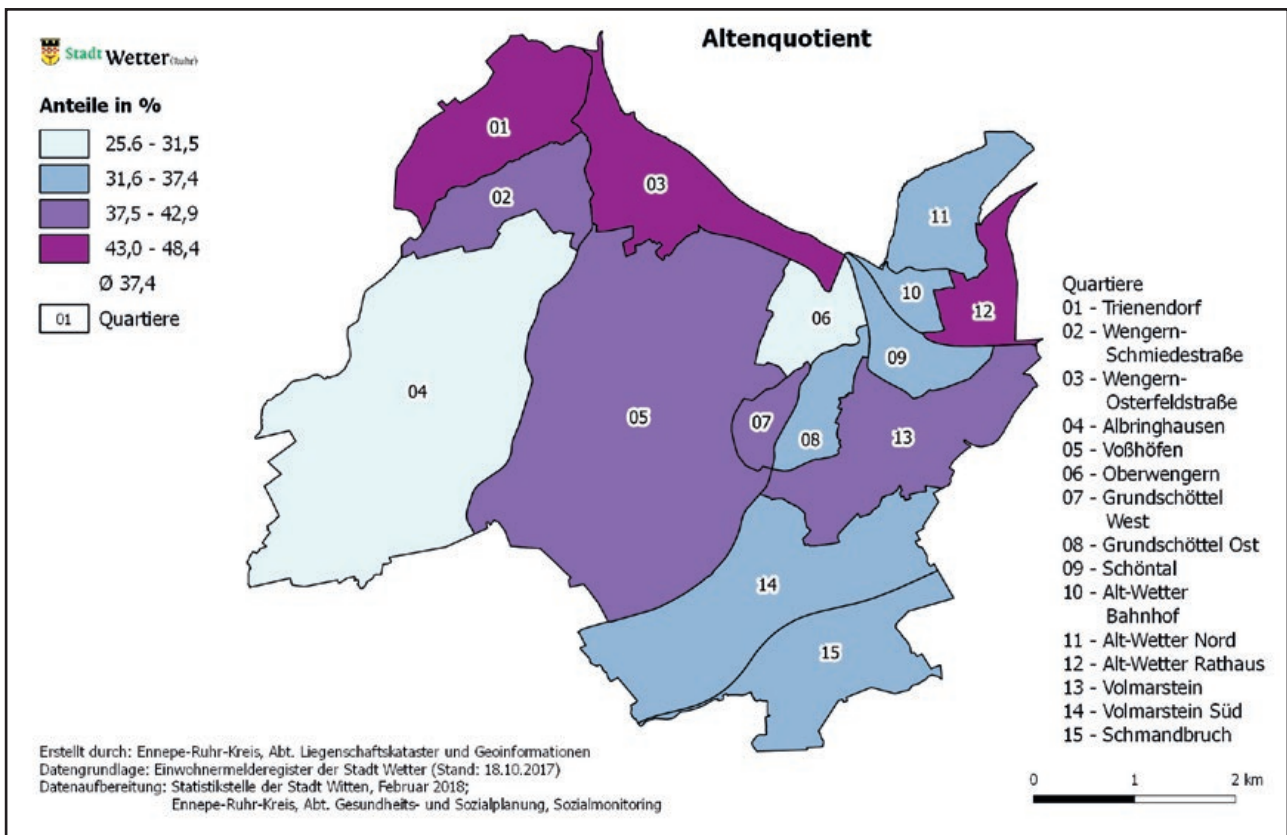 Altenquotient
Stadt Wetter (Ruhr)
Anteile in %
25.6 - 31,5
31,6 - 37,4
37,5 - 42,9
43,0 - 48,4
Ø 37,4
01 Quartiere
01
02
03
04
05
06
07
08
09
10
11
12
13
14
15
Quartiere
01 - Trienendorf
02 - Wengern-
Schmiedestraße
03 - Wengern-
Osterfeldstraße
04 - Albringhausen
05 - Voßhöfen
06 - Oberwengern
07 - Grundschöttel
West
08 - Grundschöttel Ost
09 - Schöntal
10 - Alt-Wetter
Bahnhof
11 - Alt-Wetter Nord
12 - Alt-Wetter Rathaus
13 - Volmarstein
14 - Volmarstein Süd
15 - Schmandbruch
Erstellt durch: Ennepe-Ruhr-Kreis, Abt. Liegenschaftskataster und Geoinformationen
Datengrundlage: Einwohnermelderegister der Stadt Wetter (Stand: 18.10.2017)
Datenaufbereitung: Statistikstelle der Stadt Witten, Februar 2018;
Ennepe-Ruhr-Kreis, Abt. Gesundheits- und Sozialplanung, Sozialmonitoring
0 1 2 km